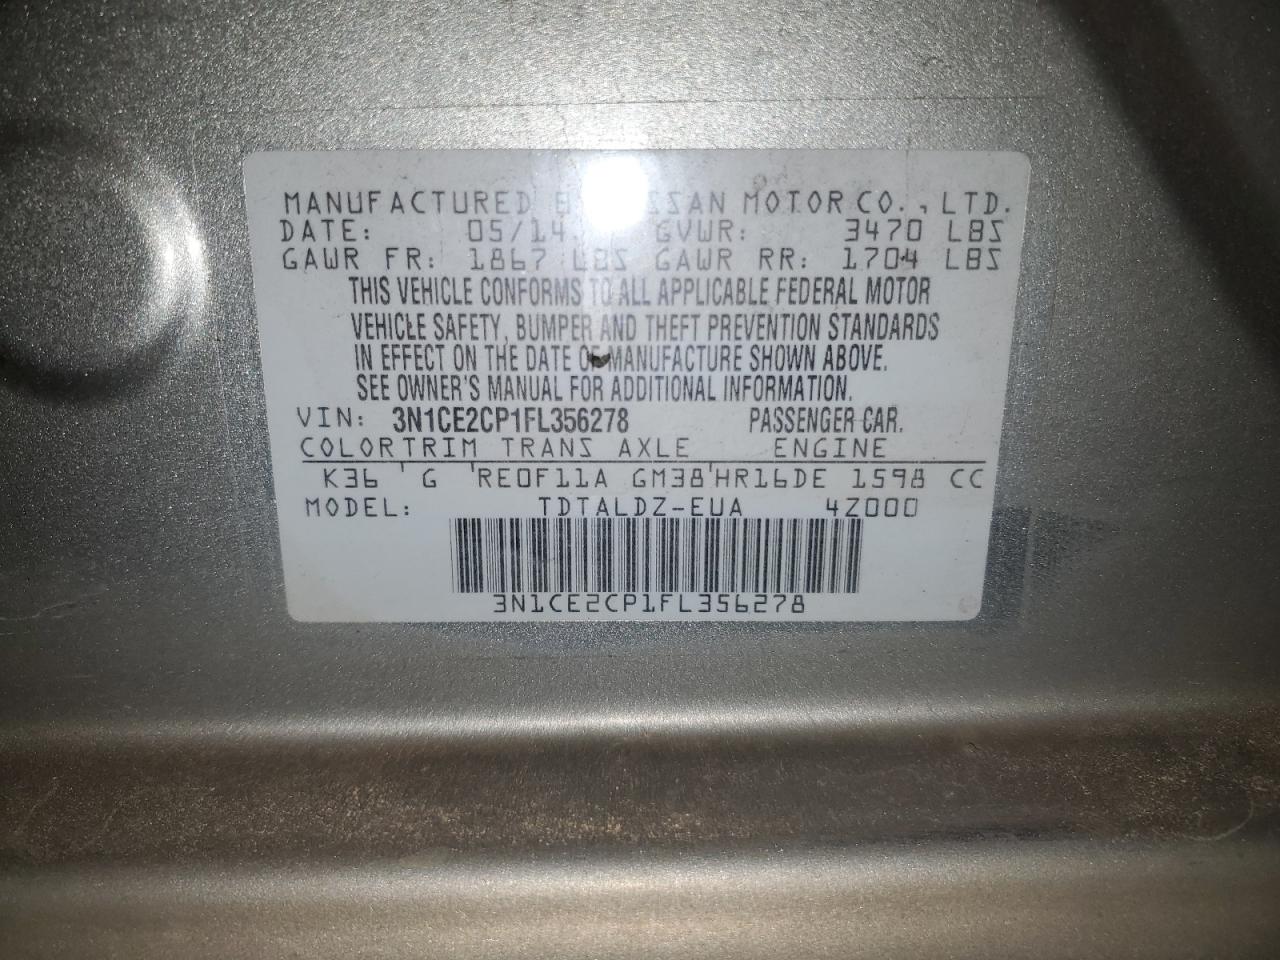 MANUFACTURED MOTOR CO., LTD.
DATE: 05/14 GVWR: 3470 LBS
GAWR FR: 1867 LBS GAWR RR: 1704 LBS
THIS VEHICLE CONFORMS TO ALL APPLICABLE FEDERAL MOTOR
VEHICLE SAFETY, BUMPER AND THEFT PREVENTION STANDARDS
IN EFFECT ON THE DATE OF MANUFACTURE SHOWN ABOVE.
SEE OWNER'S MANUAL FOR ADDITIONAL INFORMATION.
VIN: 3N1CE2CP1FL356278 PASSENGER CAR.
COLOR TRIM TRANS AXLE ENGINE
K36 ' G 'RE0F11A GM38'HR16DE 1598 CC
MODEL: TDTALDZ-EUA 4Z000
3N1CE2CP1FL356278